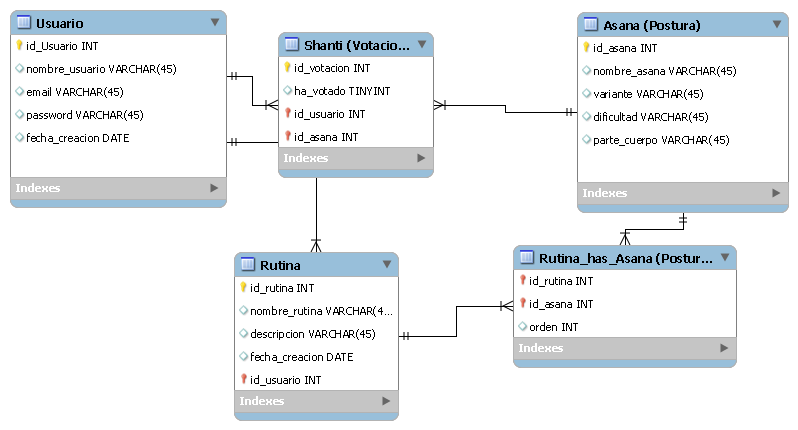 Usuario
id_Usuario INT
nombre_usuario VARCHAR(45)
email VARCHAR(45)
password VARCHAR(45)
fecha_creacion DATE
Indexes
Shanti (Votacio...
id_votacion INT
ha_votado TINYINT
id_usuario INT
id_asana INT
Indexes
Asana (Postura)
id_asana INT
nombre_asana VARCHAR(45)
variante VARCHAR(45)
dificultad VARCHAR(45)
parte_cuerpo VARCHAR(45)
Indexes
Rutina
id_rutina INT
nombre_rutina VARCHAR(4...
descripcion VARCHAR(45)
fecha_creacion DATE
id_usuario INT
Indexes
Rutina_has_Asana (Postur...
id_rutina INT
id_asana INT
orden INT
Indexes